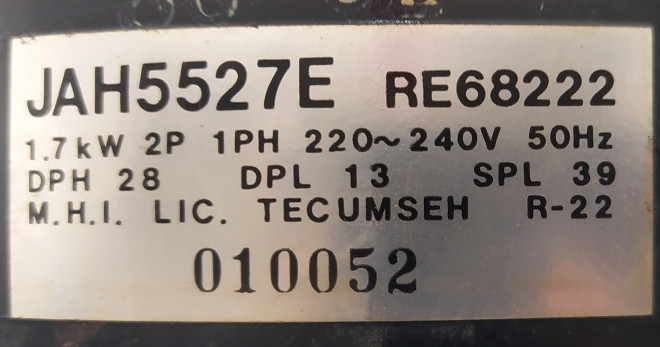 JAH5527E RE68222
1.7kW 2P 1PH 220~240V 50Hz
DPH 28 DPL 13 SPL 39
M.H.I. LIC. TECUMSEH R-22
010052